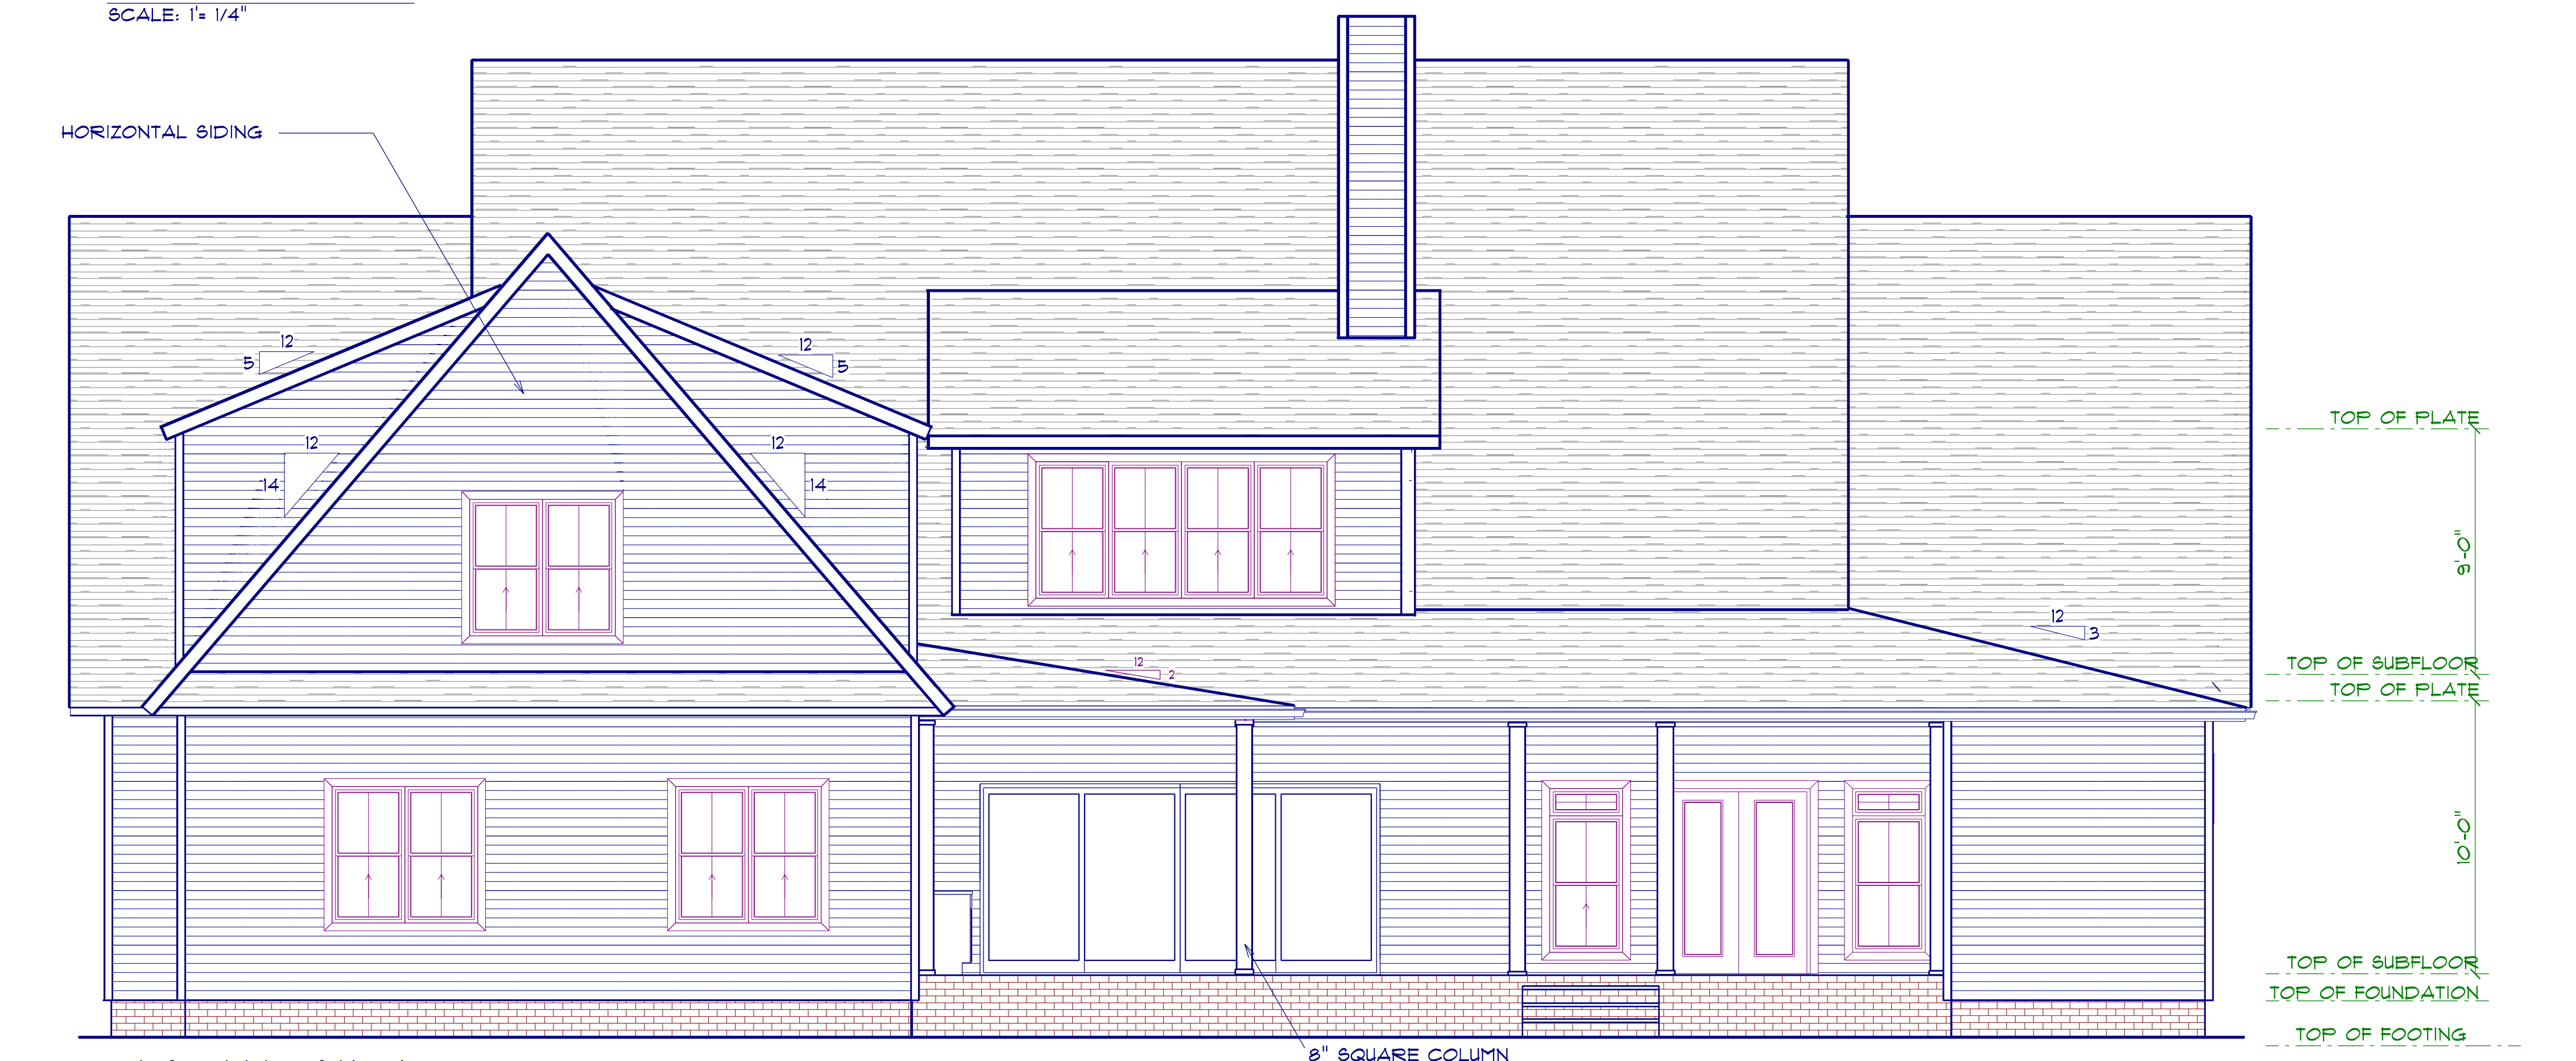 SCALE: 1'= 1/4"
HORIZONTAL SIDING
12
5
12
5
12
14
12
14
TOP OF PLATE
9'-0"
12
3
12
2
TOP OF SUBFLOOR
TOP OF PLATE
10'-0"
TOP OF SUBFLOOR
TOP OF FOUNDATION
TOP OF FOOTING
8" SQUARE COLUMN